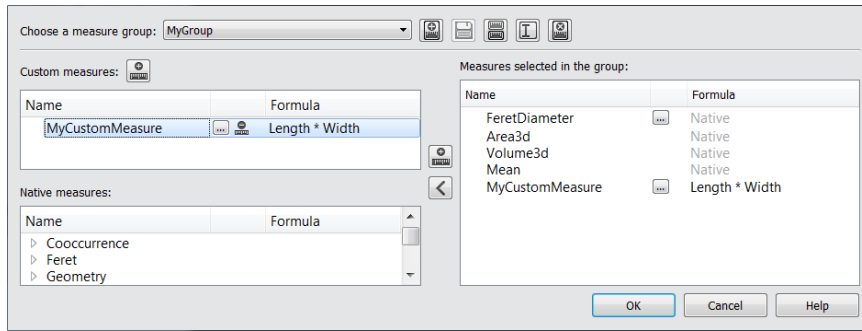 Choose a measure group: MyGroup
Custom measures:
Name Formula
MyCustomMeasure ... Length * Width
Native measures:
Name Formula
Cooccurrence
Feret
Geometry
Measures selected in the group:
Name Formula
FeretDiameter ... Native
Area3d Native
Volume3d Native
Mean Native
MyCustomMeasure ... Length * Width
OK Cancel Help